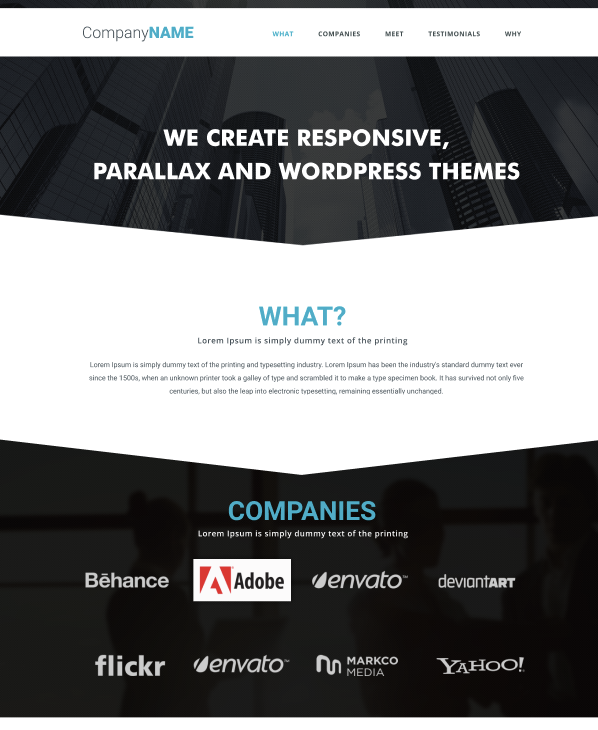 CompanyNAME
WHAT COMPANIES MEET TESTIMONIALS WHY
WE CREATE RESPONSIVE,
PARALLAX AND WORDPRESS THEMES
WHAT?
Lorem Ipsum is simply dummy text of the printing
Lorem Ipsum is simply dummy text of the printing and typesetting industry. Lorem Ipsum has been the industry's standard dummy text ever
since the 1500s, when an unknown printer took a galley of type and scrambled it to make a type specimen book. It has survived not only five
centuries, but also the leap into electronic typesetting, remaining essentially unchanged.
COMPANIES
Lorem Ipsum is simply dummy text of the printing
Bēhance Adobe envato™ deviantART
flickr envato™ MARKCO MEDIA YAHOO!